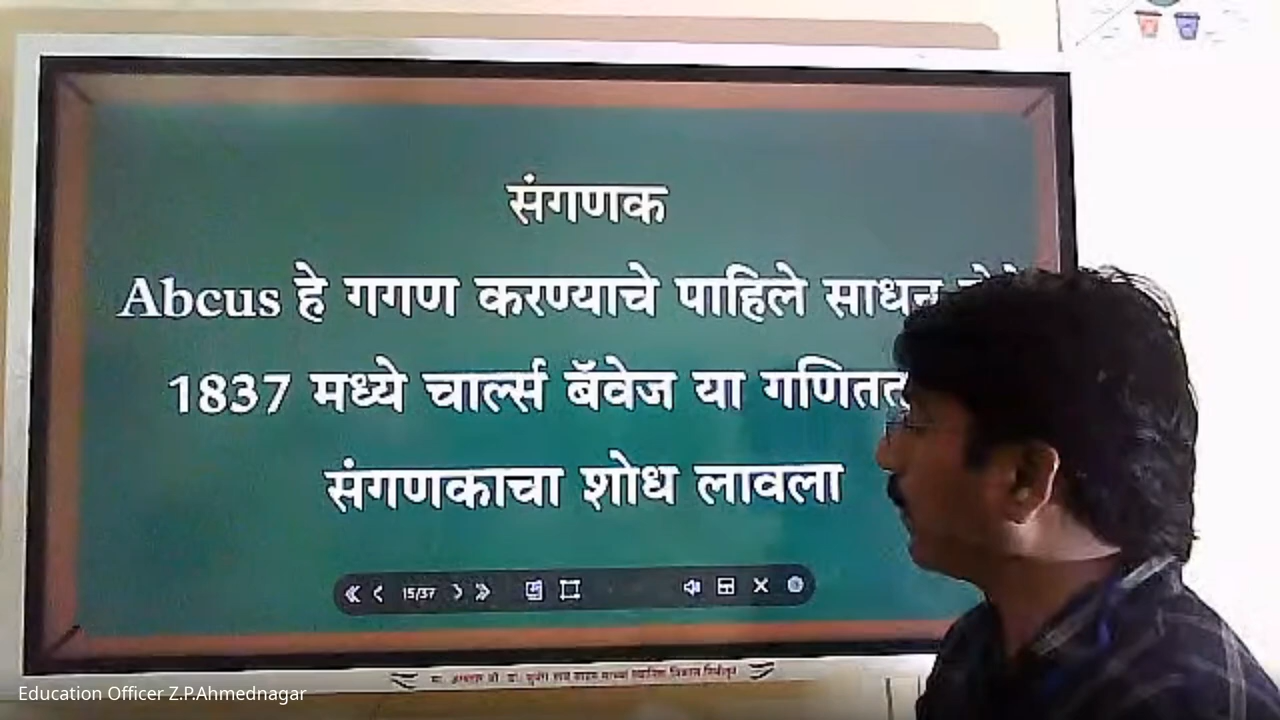 संगणक
Abcus हे गगण करण्याचे पाहिले साधन
1837 मध्ये चार्ल्स बॅवेज या
संगणकाचा शोध लावला
15/37
Education Officer Z.P.Ahmednagar